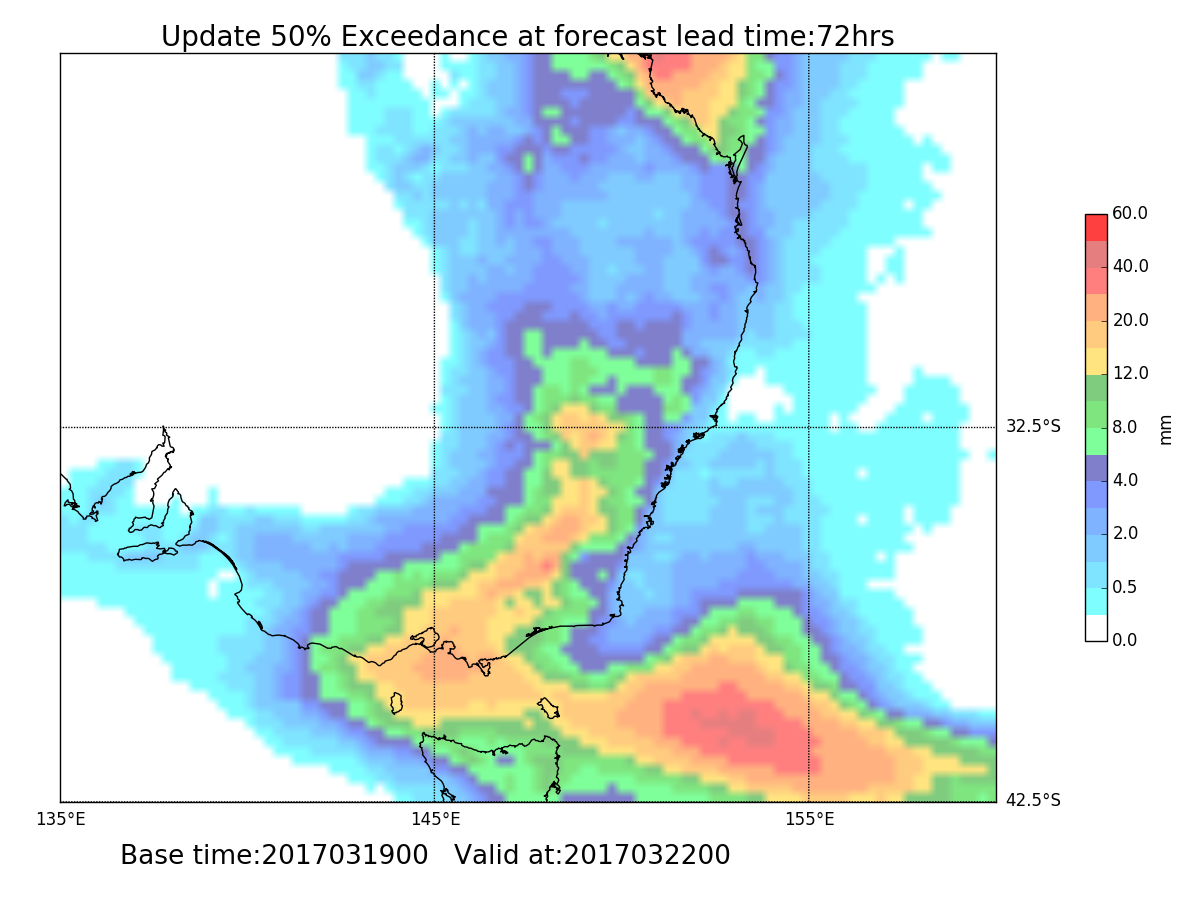 Update 50% Exceedance at forecast lead time:72hrs
60.0
40.0
20.0
12.0
8.0
4.0
2.0
0.5
0.0
mm
32.5°S
42.5°S
135°E 145°E 155°E
Base time:2017031900 Valid at:2017032200